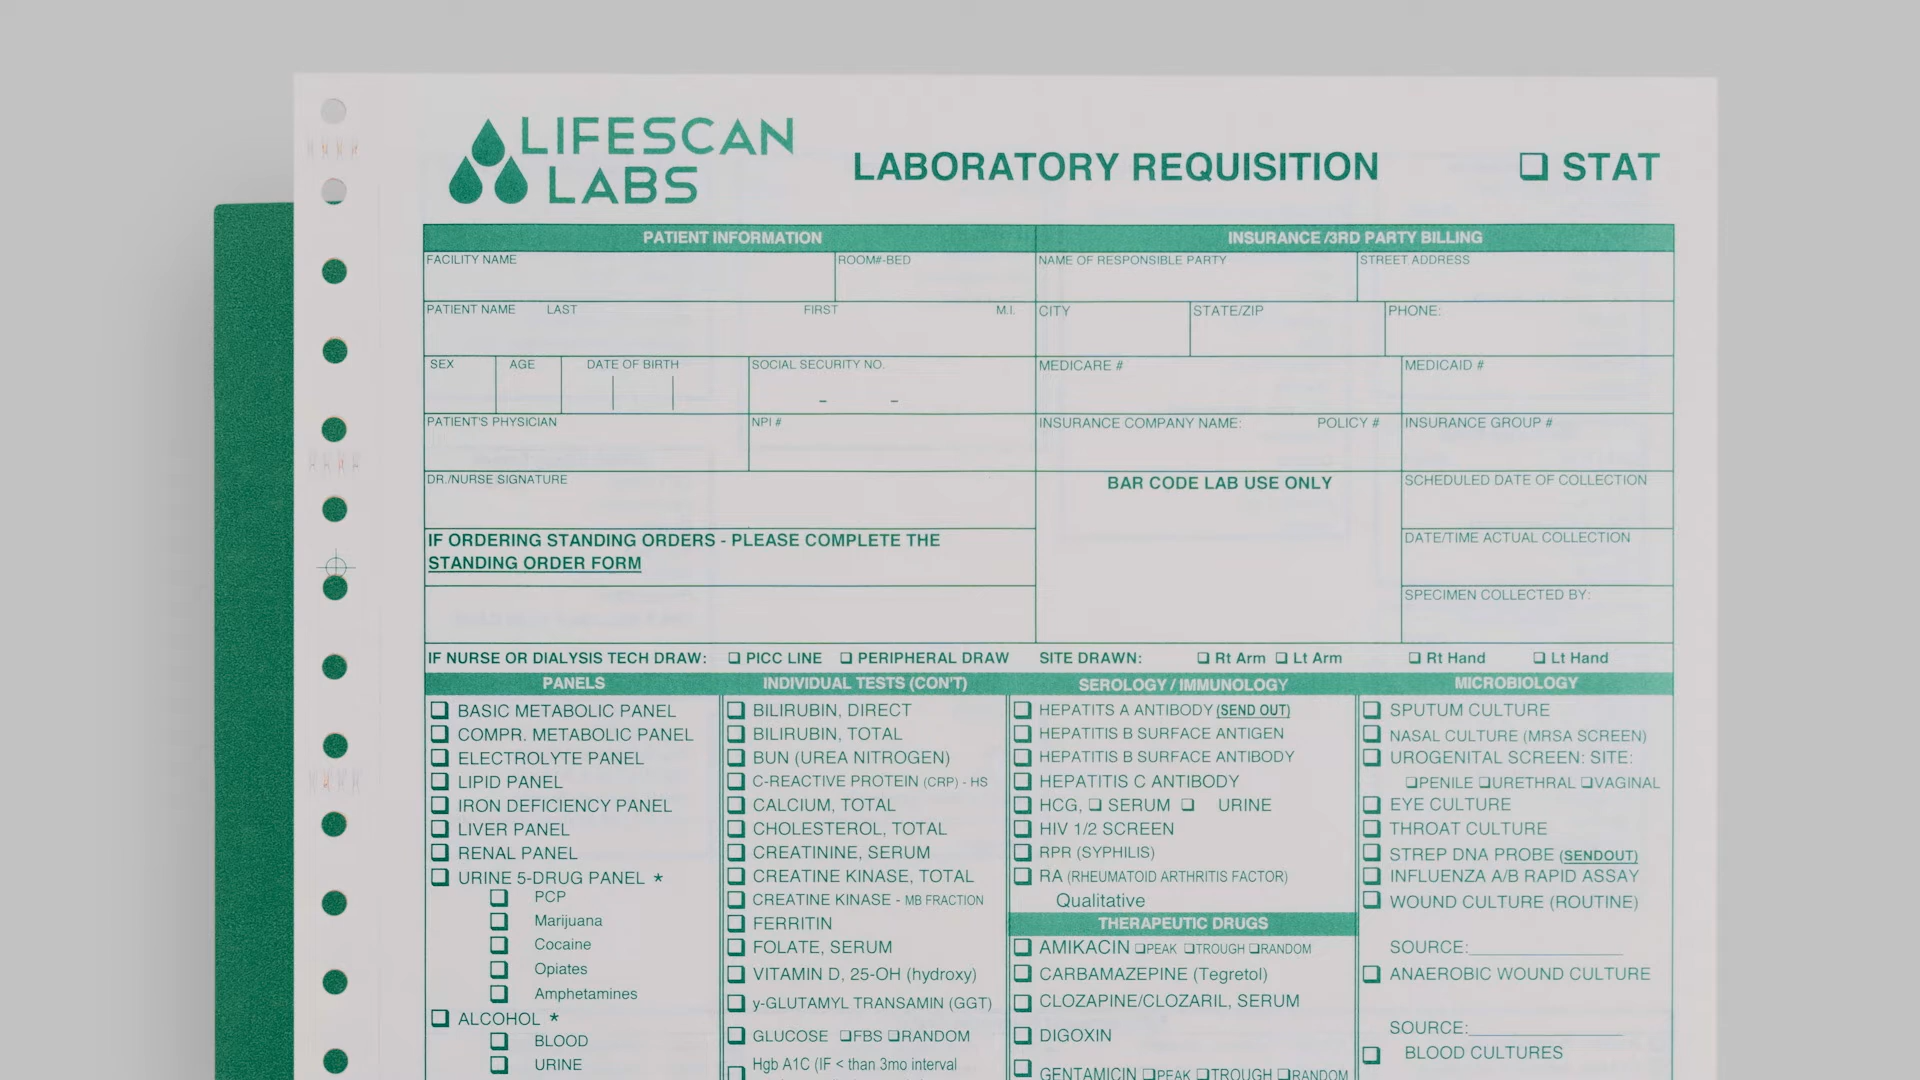 LIFESCAN
LABS
LABORATORY REQUISITION
❑ STAT
PATIENT INFORMATION
INSURANCE /3RD PARTY BILLING
FACILITY NAME
ROOM#-BED
NAME OF RESPONSIBLE PARTY
STREET ADDRESS
PATIENT NAME LAST FIRST M.I.
CITY
STATE/ZIP
PHONE:
SEX
AGE
DATE OF BIRTH
SOCIAL SECURITY NO.
– –
MEDICARE #
MEDICAID #
PATIENT'S PHYSICIAN
NPI #
INSURANCE COMPANY NAME: POLICY #
INSURANCE GROUP #
DR./NURSE SIGNATURE
BAR CODE LAB USE ONLY
SCHEDULED DATE OF COLLECTION
IF ORDERING STANDING ORDERS - PLEASE COMPLETE THE
STANDING ORDER FORM
DATE/TIME ACTUAL COLLECTION
SPECIMEN COLLECTED BY:
IF NURSE OR DIALYSIS TECH DRAW: ❑ PICC LINE ❑ PERIPHERAL DRAW SITE DRAWN: ❑ Rt Arm ❑ Lt Arm ❑ Rt Hand ❑ Lt Hand
PANELS
❑ BASIC METABOLIC PANEL
❑ COMPR. METABOLIC PANEL
❑ ELECTROLYTE PANEL
❑ LIPID PANEL
❑ IRON DEFICIENCY PANEL
❑ LIVER PANEL
❑ RENAL PANEL
❑ URINE 5-DRUG PANEL *
❑ PCP
❑ Marijuana
❑ Cocaine
❑ Opiates
❑ Amphetamines
❑ ALCOHOL *
❑ BLOOD
❑ URINE
INDIVIDUAL TESTS (CON'T)
❑ BILIRUBIN, DIRECT
❑ BILIRUBIN, TOTAL
❑ BUN (UREA NITROGEN)
❑ C-REACTIVE PROTEIN (CRP) - HS
❑ CALCIUM, TOTAL
❑ CHOLESTEROL, TOTAL
❑ CREATININE, SERUM
❑ CREATINE KINASE, TOTAL
❑ CREATINE KINASE - MB FRACTION
❑ FERRITIN
❑ FOLATE, SERUM
❑ VITAMIN D, 25-OH (hydroxy)
❑ y-GLUTAMYL TRANSAMIN (GGT)
❑ GLUCOSE ❑FBS ❑RANDOM
❑ Hgb A1C (IF < than 3mo interval
SEROLOGY / IMMUNOLOGY
❑ HEPATITS A ANTIBODY (SEND OUT)
❑ HEPATITIS B SURFACE ANTIGEN
❑ HEPATITIS B SURFACE ANTIBODY
❑ HEPATITIS C ANTIBODY
❑ HCG, ❑ SERUM ❑ URINE
❑ HIV 1/2 SCREEN
❑ RPR (SYPHILIS)
❑ RA (RHEUMATOID ARTHRITIS FACTOR)
Qualitative
THERAPEUTIC DRUGS
❑ AMIKACIN ❑PEAK ❑TROUGH ❑RANDOM
❑ CARBAMAZEPINE (Tegretol)
❑ CLOZAPINE/CLOZARIL, SERUM
❑ DIGOXIN
❑ GENTAMICIN ❑PEAK ❑TROUGH ❑RANDOM
MICROBIOLOGY
❑ SPUTUM CULTURE
❑ NASAL CULTURE (MRSA SCREEN)
❑ UROGENITAL SCREEN: SITE:
❑PENILE ❑URETHRAL ❑VAGINAL
❑ EYE CULTURE
❑ THROAT CULTURE
❑ STREP DNA PROBE (SENDOUT)
❑ INFLUENZA A/B RAPID ASSAY
❑ WOUND CULTURE (ROUTINE)
SOURCE:________________
❑ ANAEROBIC WOUND CULTURE
SOURCE:________________
❑ BLOOD CULTURES